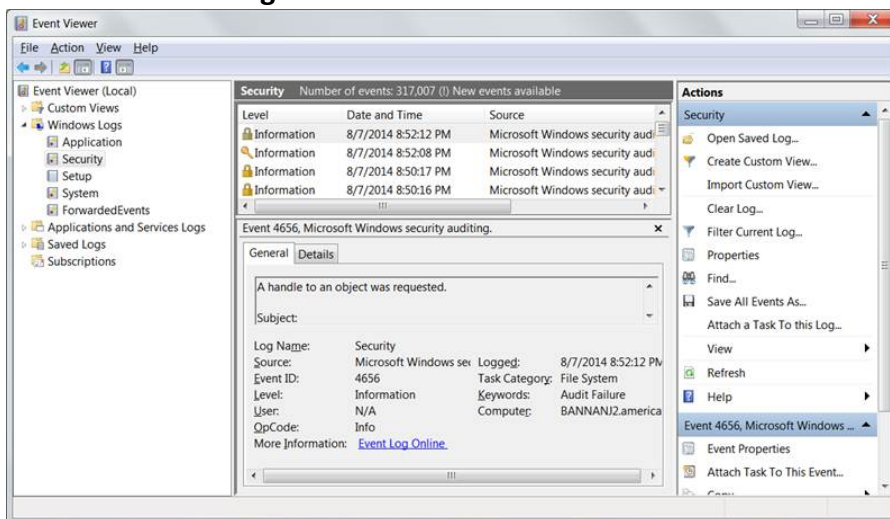 Event Viewer
File Action View Help
Event Viewer (Local)
Custom Views
Windows Logs
Application
Security
Setup
System
ForwardedEvents
Applications and Services Logs
Saved Logs
Subscriptions
Security Number of events: 317,007 (!) New events available
Level Date and Time Source
Information 8/7/2014 8:52:12 PM Microsoft Windows security audi
Information 8/7/2014 8:52:08 PM Microsoft Windows security audi
Information 8/7/2014 8:50:17 PM Microsoft Windows security audi
Information 8/7/2014 8:50:16 PM Microsoft Windows security audi
Event 4656, Microsoft Windows security auditing.
General Details
A handle to an object was requested.
Subject:
Log Name: Security
Source: Microsoft Windows sec Logged: 8/7/2014 8:52:12 PM
Event ID: 4656 Task Category: File System
Level: Information Keywords: Audit Failure
User: N/A Computer: BANNANJ2.america
OpCode: Info
More Information: Event Log Online
Actions
Security
Open Saved Log...
Create Custom View...
Import Custom View...
Clear Log...
Filter Current Log...
Properties
Find...
Save All Events As...
Attach a Task To this Log...
View
Refresh
Help
Event 4656, Microsoft Windows ...
Event Properties
Attach Task To This Event...